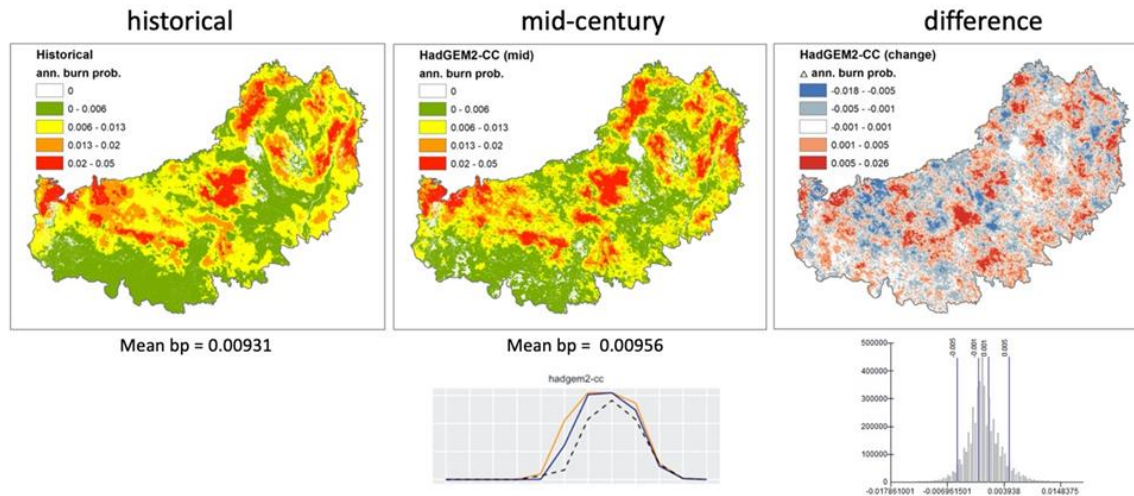 historical
mid-century
difference
Historical
ann. burn prob.
0
0 - 0.006
0.006 - 0.013
0.013 - 0.02
0.02 - 0.05
HadGEM2-CC (mid)
ann. burn prob.
0
0 - 0.006
0.006 - 0.013
0.013 - 0.02
0.02 - 0.05
HadGEM2-CC (change)
△ ann. burn prob.
-0.018 - -0.005
-0.005 - -0.001
-0.001 - 0.001
0.001 - 0.005
0.005 - 0.026
Mean bp = 0.00931
Mean bp = 0.00956
hadgem2-cc
500000
400000
300000
200000
100000
0
-0.005
-0.001
0.001
0.005
-0.017861001
-0.006961501
0.003938
0.0148375